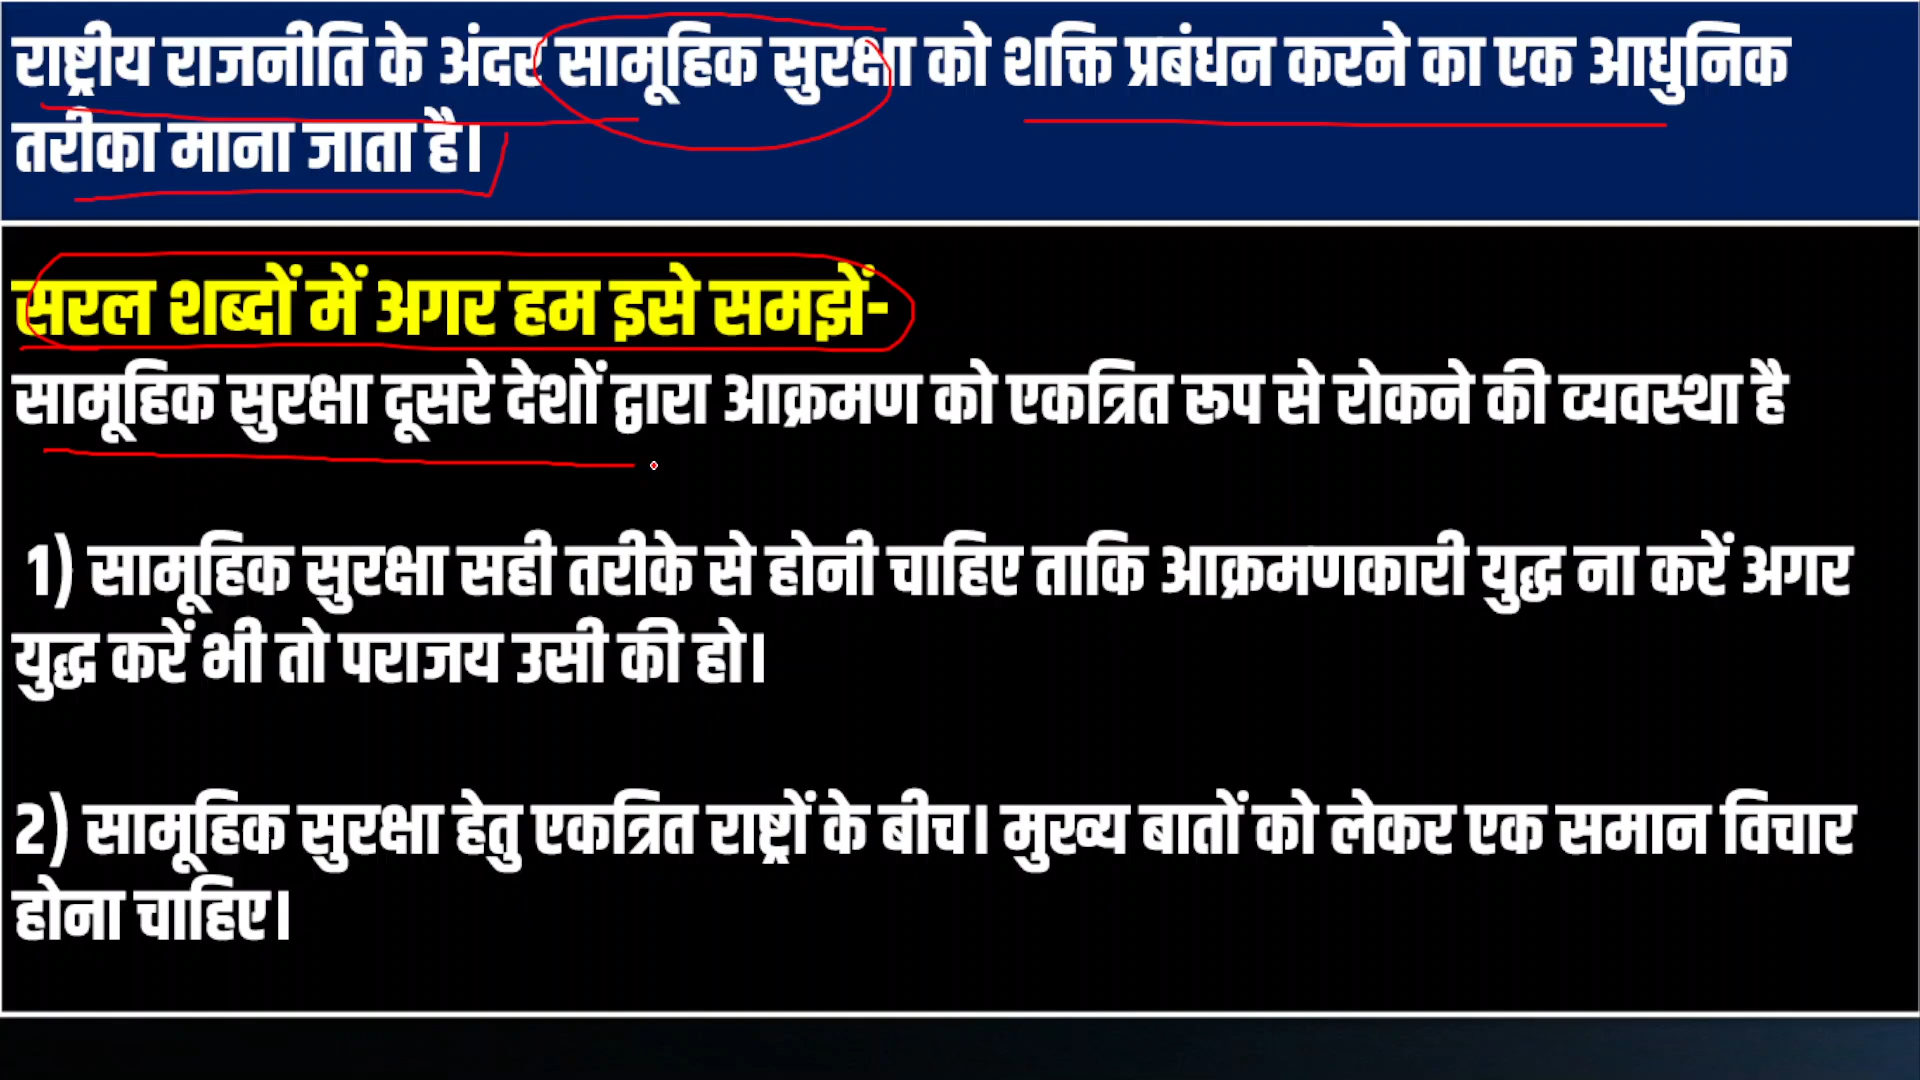 राष्ट्रीय राजनीति के अंदर सामूहिक सुरक्षा को शक्ति प्रबंधन करने का एक आधुनिक
तरीका माना जाता है।
सरल शब्दों में अगर हम इसे समझें-
सामूहिक सुरक्षा दूसरे देशों द्वारा आक्रमण को एकत्रित रूप से रोकने की व्यवस्था है
1) सामूहिक सुरक्षा सही तरीके से होनी चाहिए ताकि आक्रमणकारी युद्ध ना करें अगर
युद्ध करें भी तो पराजय उसी की हो।
2) सामूहिक सुरक्षा हेतु एकत्रित राष्ट्रों के बीच। मुख्य बातों को लेकर एक समान विचार
होना चाहिए।